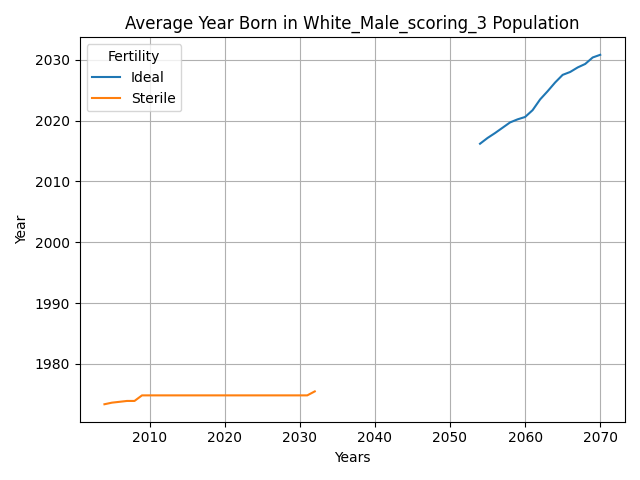 Average Year Born in White_Male_scoring_3 Population
Fertility
Ideal
Sterile
Year
2030
2020
2010
2000
1990
1980
2010 2020 2030 2040 2050 2060 2070
Years